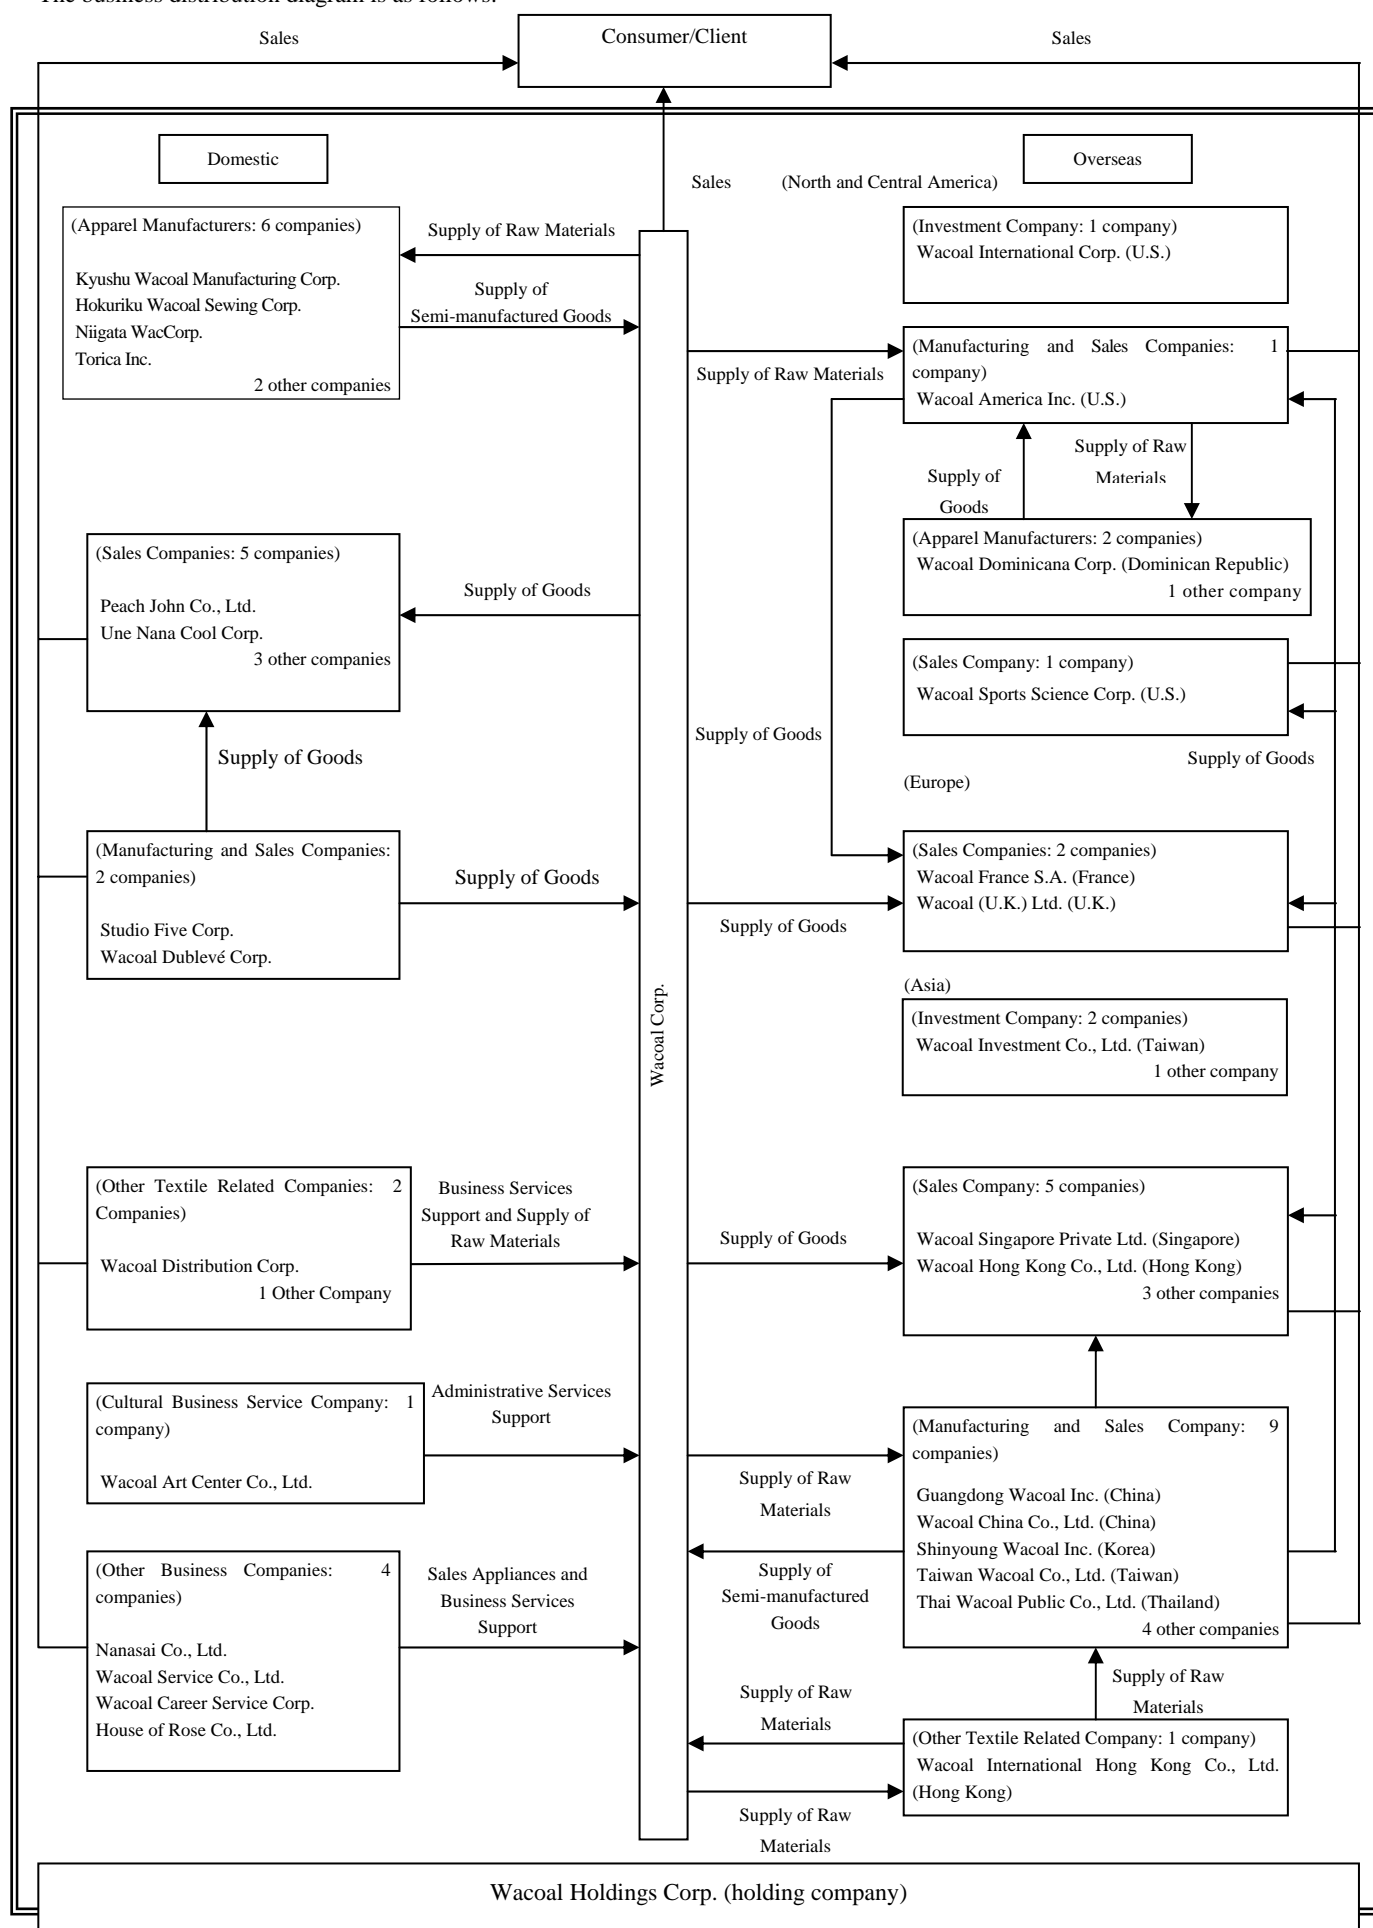 The business distribution diagram is as follows.
Sales
Consumer/Client
Sales
Domestic
Overseas
Sales
(North and Central America)
(Apparel Manufacturers: 6 companies)
Kyushu Wacoal Manufacturing Corp.
Hokuriku Wacoal Sewing Corp.
Niigata WacCorp.
Torica Inc.
2 other companies
Supply of Raw Materials
Supply of
Semi-manufactured Goods
(Investment Company: 1 company)
Wacoal International Corp. (U.S.)
Supply of Raw Materials
(Manufacturing and Sales Companies: 1
company)
Wacoal America Inc. (U.S.)
Supply of
Goods
Supply of Raw
Materials
(Apparel Manufacturers: 2 companies)
Wacoal Dominicana Corp. (Dominican Republic)
1 other company
(Sales Companies: 5 companies)
Peach John Co., Ltd.
Une Nana Cool Corp.
3 other companies
Supply of Goods
(Sales Company: 1 company)
Wacoal Sports Science Corp. (U.S.)
Supply of Goods
Supply of Goods
Supply of Goods
(Europe)
(Manufacturing and Sales Companies:
2 companies)
Studio Five Corp.
Wacoal Dublevé Corp.
Supply of Goods
(Sales Companies: 2 companies)
Wacoal France S.A. (France)
Wacoal (U.K.) Ltd. (U.K.)
Supply of Goods
Wacoal Corp.
(Asia)
(Investment Company: 2 companies)
Wacoal Investment Co., Ltd. (Taiwan)
1 other company
(Other Textile Related Companies: 2
Companies)
Wacoal Distribution Corp.
1 Other Company
Business Services
Support and Supply of
Raw Materials
Supply of Goods
(Sales Company: 5 companies)
Wacoal Singapore Private Ltd. (Singapore)
Wacoal Hong Kong Co., Ltd. (Hong Kong)
3 other companies
(Cultural Business Service Company: 1
company)
Wacoal Art Center Co., Ltd.
Administrative Services
Support
Supply of Raw
Materials
(Manufacturing and Sales Company: 9
companies)
Guangdong Wacoal Inc. (China)
Wacoal China Co., Ltd. (China)
Shinyoung Wacoal Inc. (Korea)
Taiwan Wacoal Co., Ltd. (Taiwan)
Thai Wacoal Public Co., Ltd. (Thailand)
4 other companies
(Other Business Companies: 4
companies)
Nanasai Co., Ltd.
Wacoal Service Co., Ltd.
Wacoal Career Service Corp.
House of Rose Co., Ltd.
Sales Appliances and
Business Services
Support
Supply of
Semi-manufactured
Goods
Supply of Raw
Materials
Supply of Raw
Materials
(Other Textile Related Company: 1 company)
Wacoal International Hong Kong Co., Ltd.
(Hong Kong)
Supply of Raw
Materials
Wacoal Holdings Corp. (holding company)